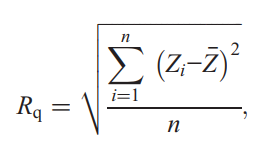 R_q = \sqrt{\frac{\sum_{i=1}^{n} (Z_i - \bar{Z})^2}{n}},